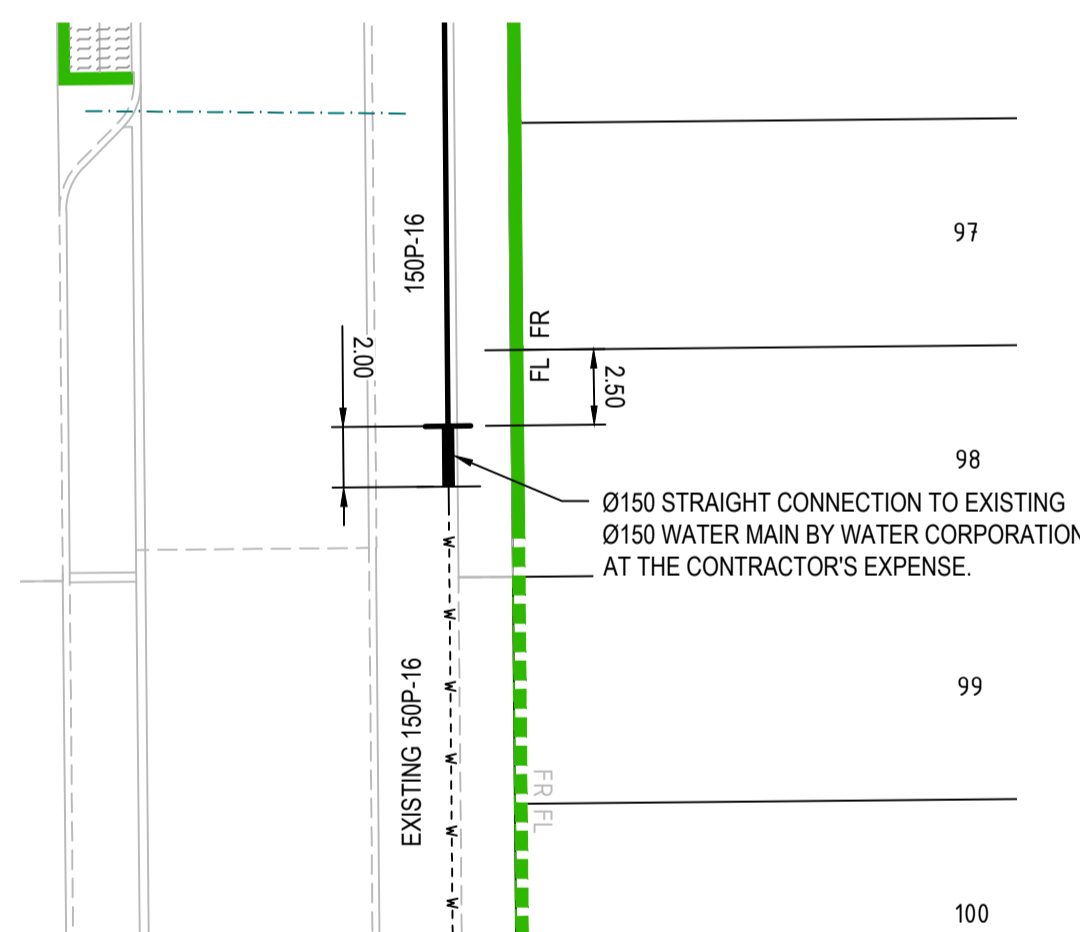 97
150P-16
FR
FL
2.00
2.50
98
Ø150 STRAIGHT CONNECTION TO EXISTING
Ø150 WATER MAIN BY WATER CORPORATION
AT THE CONTRACTOR'S EXPENSE.
W
W
W
W
W
W
EXISTING 150P-16
99
FR
FL
100